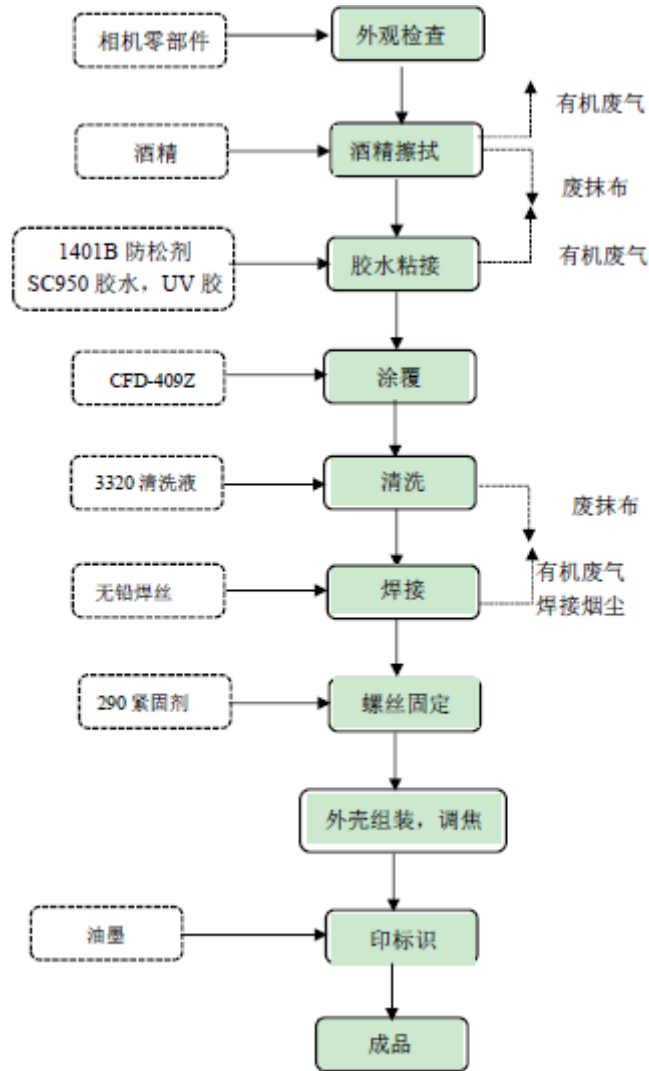 相机零部件
外观检查
有机废气
酒精
酒精擦拭
废抹布
1401B 防松剂
SC950 胶水，UV 胶
胶水粘接
有机废气
CFD-409Z
涂覆
3320 清洗液
清洗
废抹布
无铅焊丝
焊接
有机废气
焊接烟尘
290 紧固剂
螺丝固定
外壳组装，调焦
油墨
印标识
成品